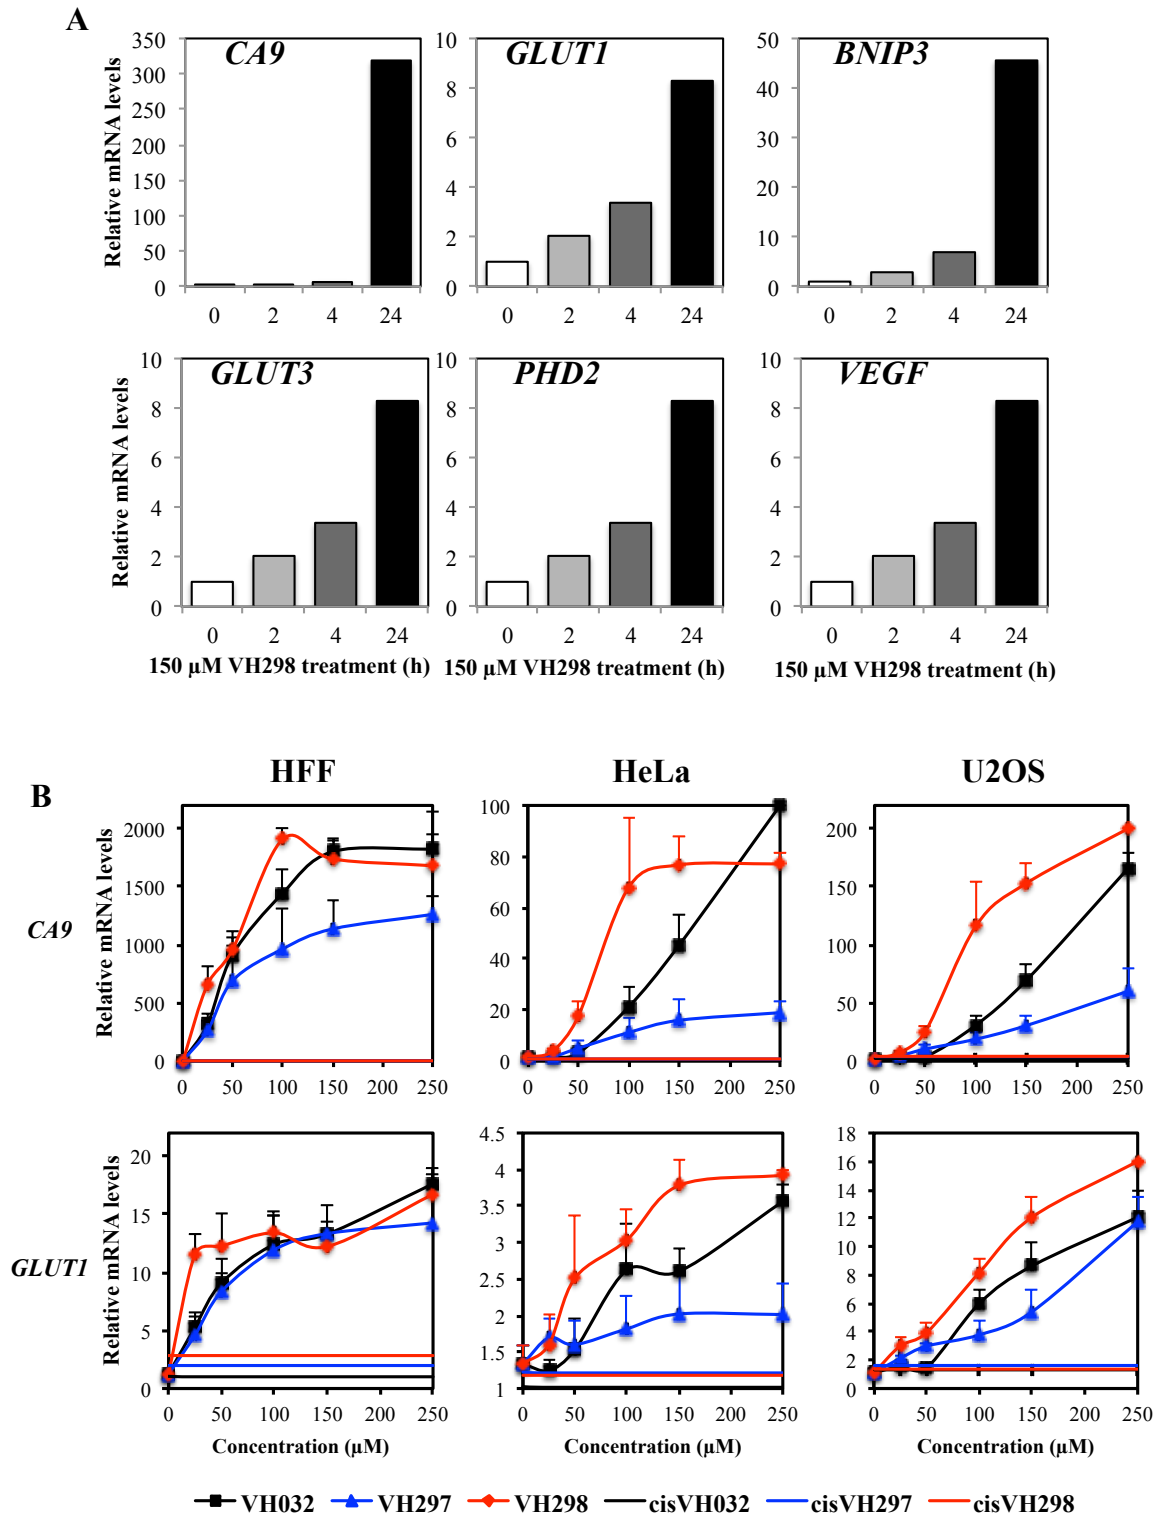 A
CA9 GLUT1 BNIP3
Relative mRNA levels
350 300 250 200 150 100 50 0
10 8 6 4 2 0
50 40 30 20 10 0
0 2 4 24 0 2 4 24 0 2 4 24
GLUT3 PHD2 VEGF
Relative mRNA levels
10 8 6 4 2 0
10 8 6 4 2 0
10 8 6 4 2 0
0 2 4 24 0 2 4 24 0 2 4 24
150 µM VH298 treatment (h) 150 µM VH298 treatment (h) 150 µM VH298 treatment (h)
B
HFF HeLa U2OS
CA9
Relative mRNA levels
2000 1500 1000 500 0
100 80 60 40 20 0
200 150 100 50 0
0 50 100 150 200 250 0 50 100 150 200 250 0 50 100 150 200 250
GLUT1
Relative mRNA levels
20 15 10 5 0
4.5 4 3.5 3 2.5 2 1.5 1
18 16 14 12 10 8 6 4 2 0
0 50 100 150 200 250 0 50 100 150 200 250 0 50 100 150 200 250
Concentration (µM) Concentration (µM) Concentration (µM)
VH032 VH297 VH298 cisVH032 cisVH297 cisVH298